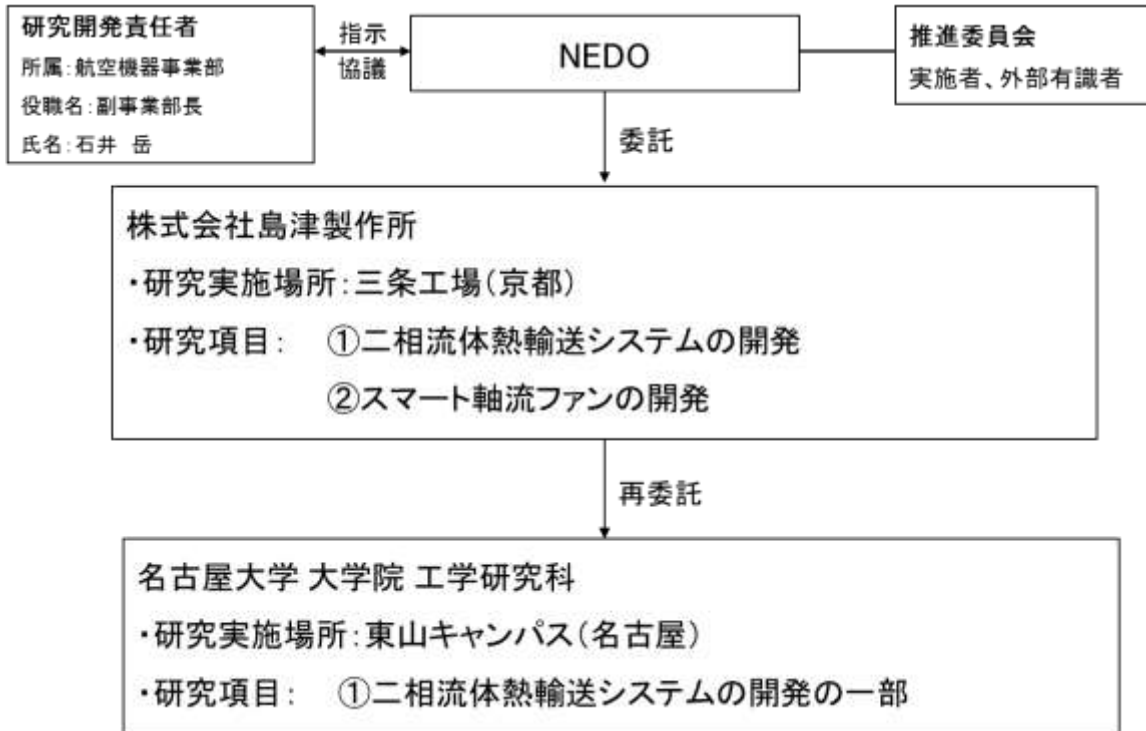 研究開発責任者
所属:航空機器事業部
役職名:副事業部長
氏名:石井 岳
指示
協議
NEDO
推進委員会
実施者、外部有識者
委託
株式会社島津製作所
・研究実施場所:三条工場(京都)
・研究項目: ①二相流体熱輸送システムの開発
②スマート軸流ファンの開発
再委託
名古屋大学 大学院 工学研究科
・研究実施場所:東山キャンパス(名古屋)
・研究項目: ①二相流体熱輸送システムの開発の一部